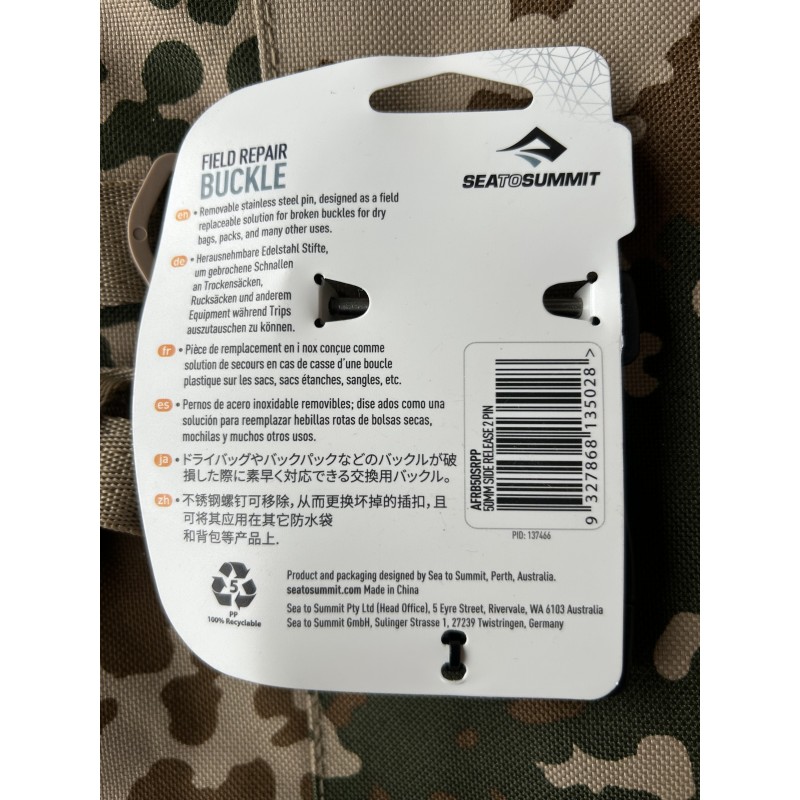 SEATOSUMMIT
FIELD REPAIR
BUCKLE
en • Removable stainless steel pin, designed as a field
replaceable solution for broken buckles for dry
bags, packs, and many other uses.
de • Herausnehmbare Edelstahl Stifte,
um gebrochene Schnallen
an Trockensäcken,
Rucksäcken und anderem
Equipment während Trips
auszutauschen zu können.
fr • Pièce de remplacement en i nox conçue comme
solution de secours en cas de casse d'une boucle
plastique sur les sacs, sacs étanches, sangles, etc.
es • Pernos de acero inoxidable removibles; dise ados como una
solución para reemplazar hebillas rotas de bolsas secas,
mochilas y muchos otros usos.
ja • ドライバッグやバックパックなどのバックルが破
損した際に素早く対応できる交換用バックル。
zh • 不锈钢螺钉可移除，从而更换坏掉的插扣，且
可将其应用在其它防水袋
和背包等产品上.
AFRB50SRPP
50MM SIDE RELEASE 2 PIN
9 327868 135028 >
PID: 137466
5
PP
100% Recyclable
Product and packaging designed by Sea to Summit, Perth, Australia.
seatosummit.com Made in China
Sea to Summit Pty Ltd (Head Office), 5 Eyre Street, Rivervale, WA 6103 Australia
Sea to Summit GmbH, Sulinger Strasse 1, 27239 Twistringen, Germany